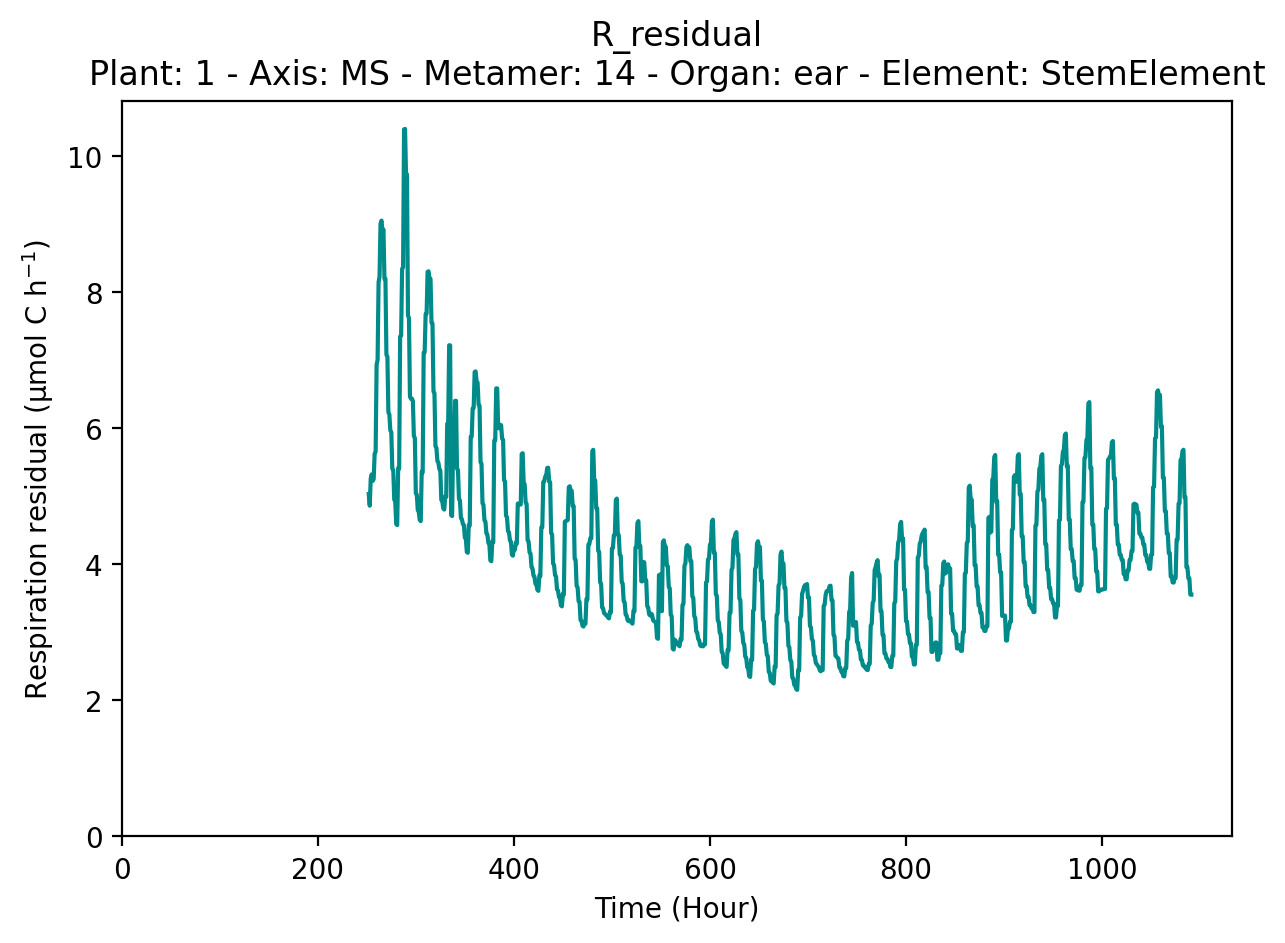 R_residual
Plant: 1 - Axis: MS - Metamer: 14 - Organ: ear - Element: StemElement
Respiration residual (µmol C h⁻¹)
10
8
6
4
2
0
0 200 400 600 800 1000
Time (Hour)